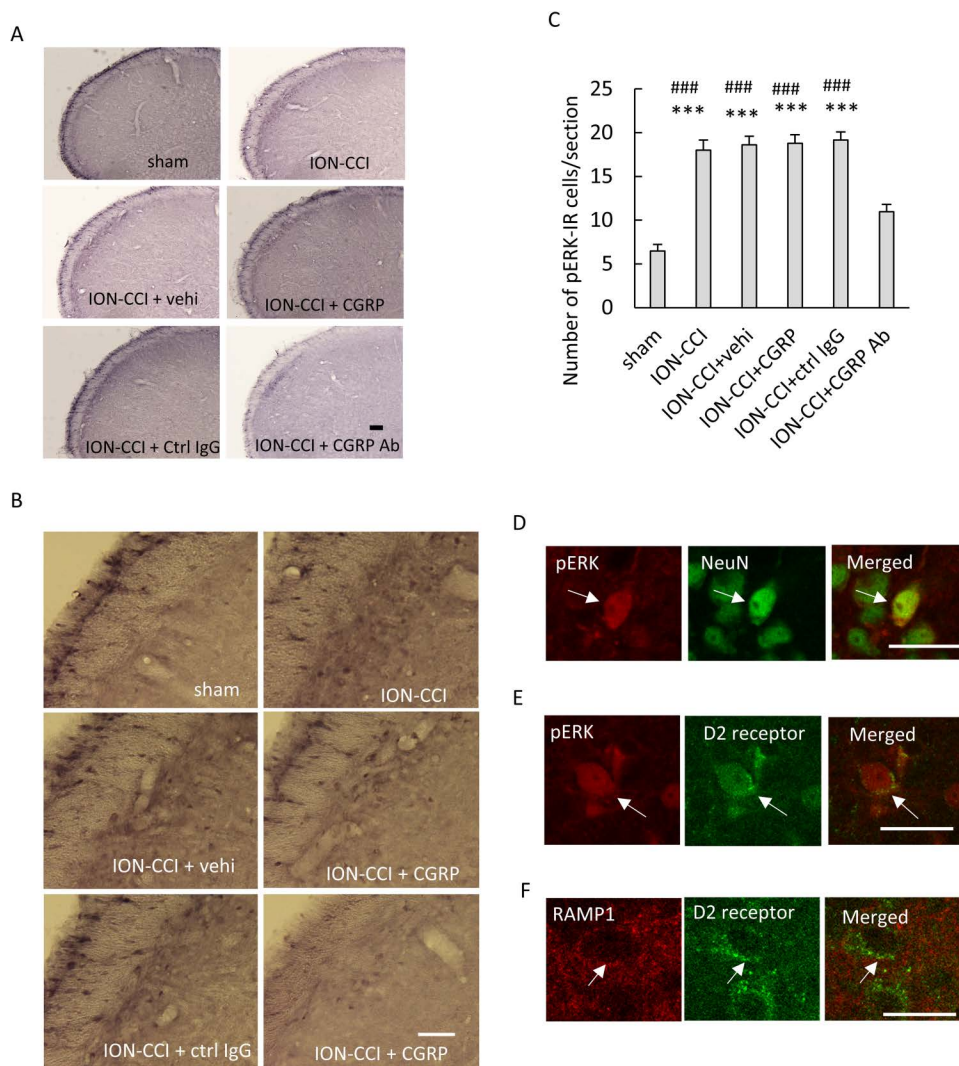 A
sham
ION-CCI
ION-CCI + vehi
ION-CCI + CGRP
ION-CCI + Ctrl IgG
ION-CCI + CGRP Ab
B
sham
ION-CCI
ION-CCI + vehi
ION-CCI + CGRP
ION-CCI + ctrl IgG
ION-CCI + CGRP
C
### ### ### ###
*** *** *** ***
Number of pERK-IR cells/section
25
20
15
10
5
0
sham
ION-CCI
ION-CCI+vehi
ION-CCI+CGRP
ION-CCI+ctrl IgG
ION-CCI+CGRP Ab
D
pERK NeuN Merged
E
pERK D2 receptor Merged
F
RAMP1 D2 receptor Merged